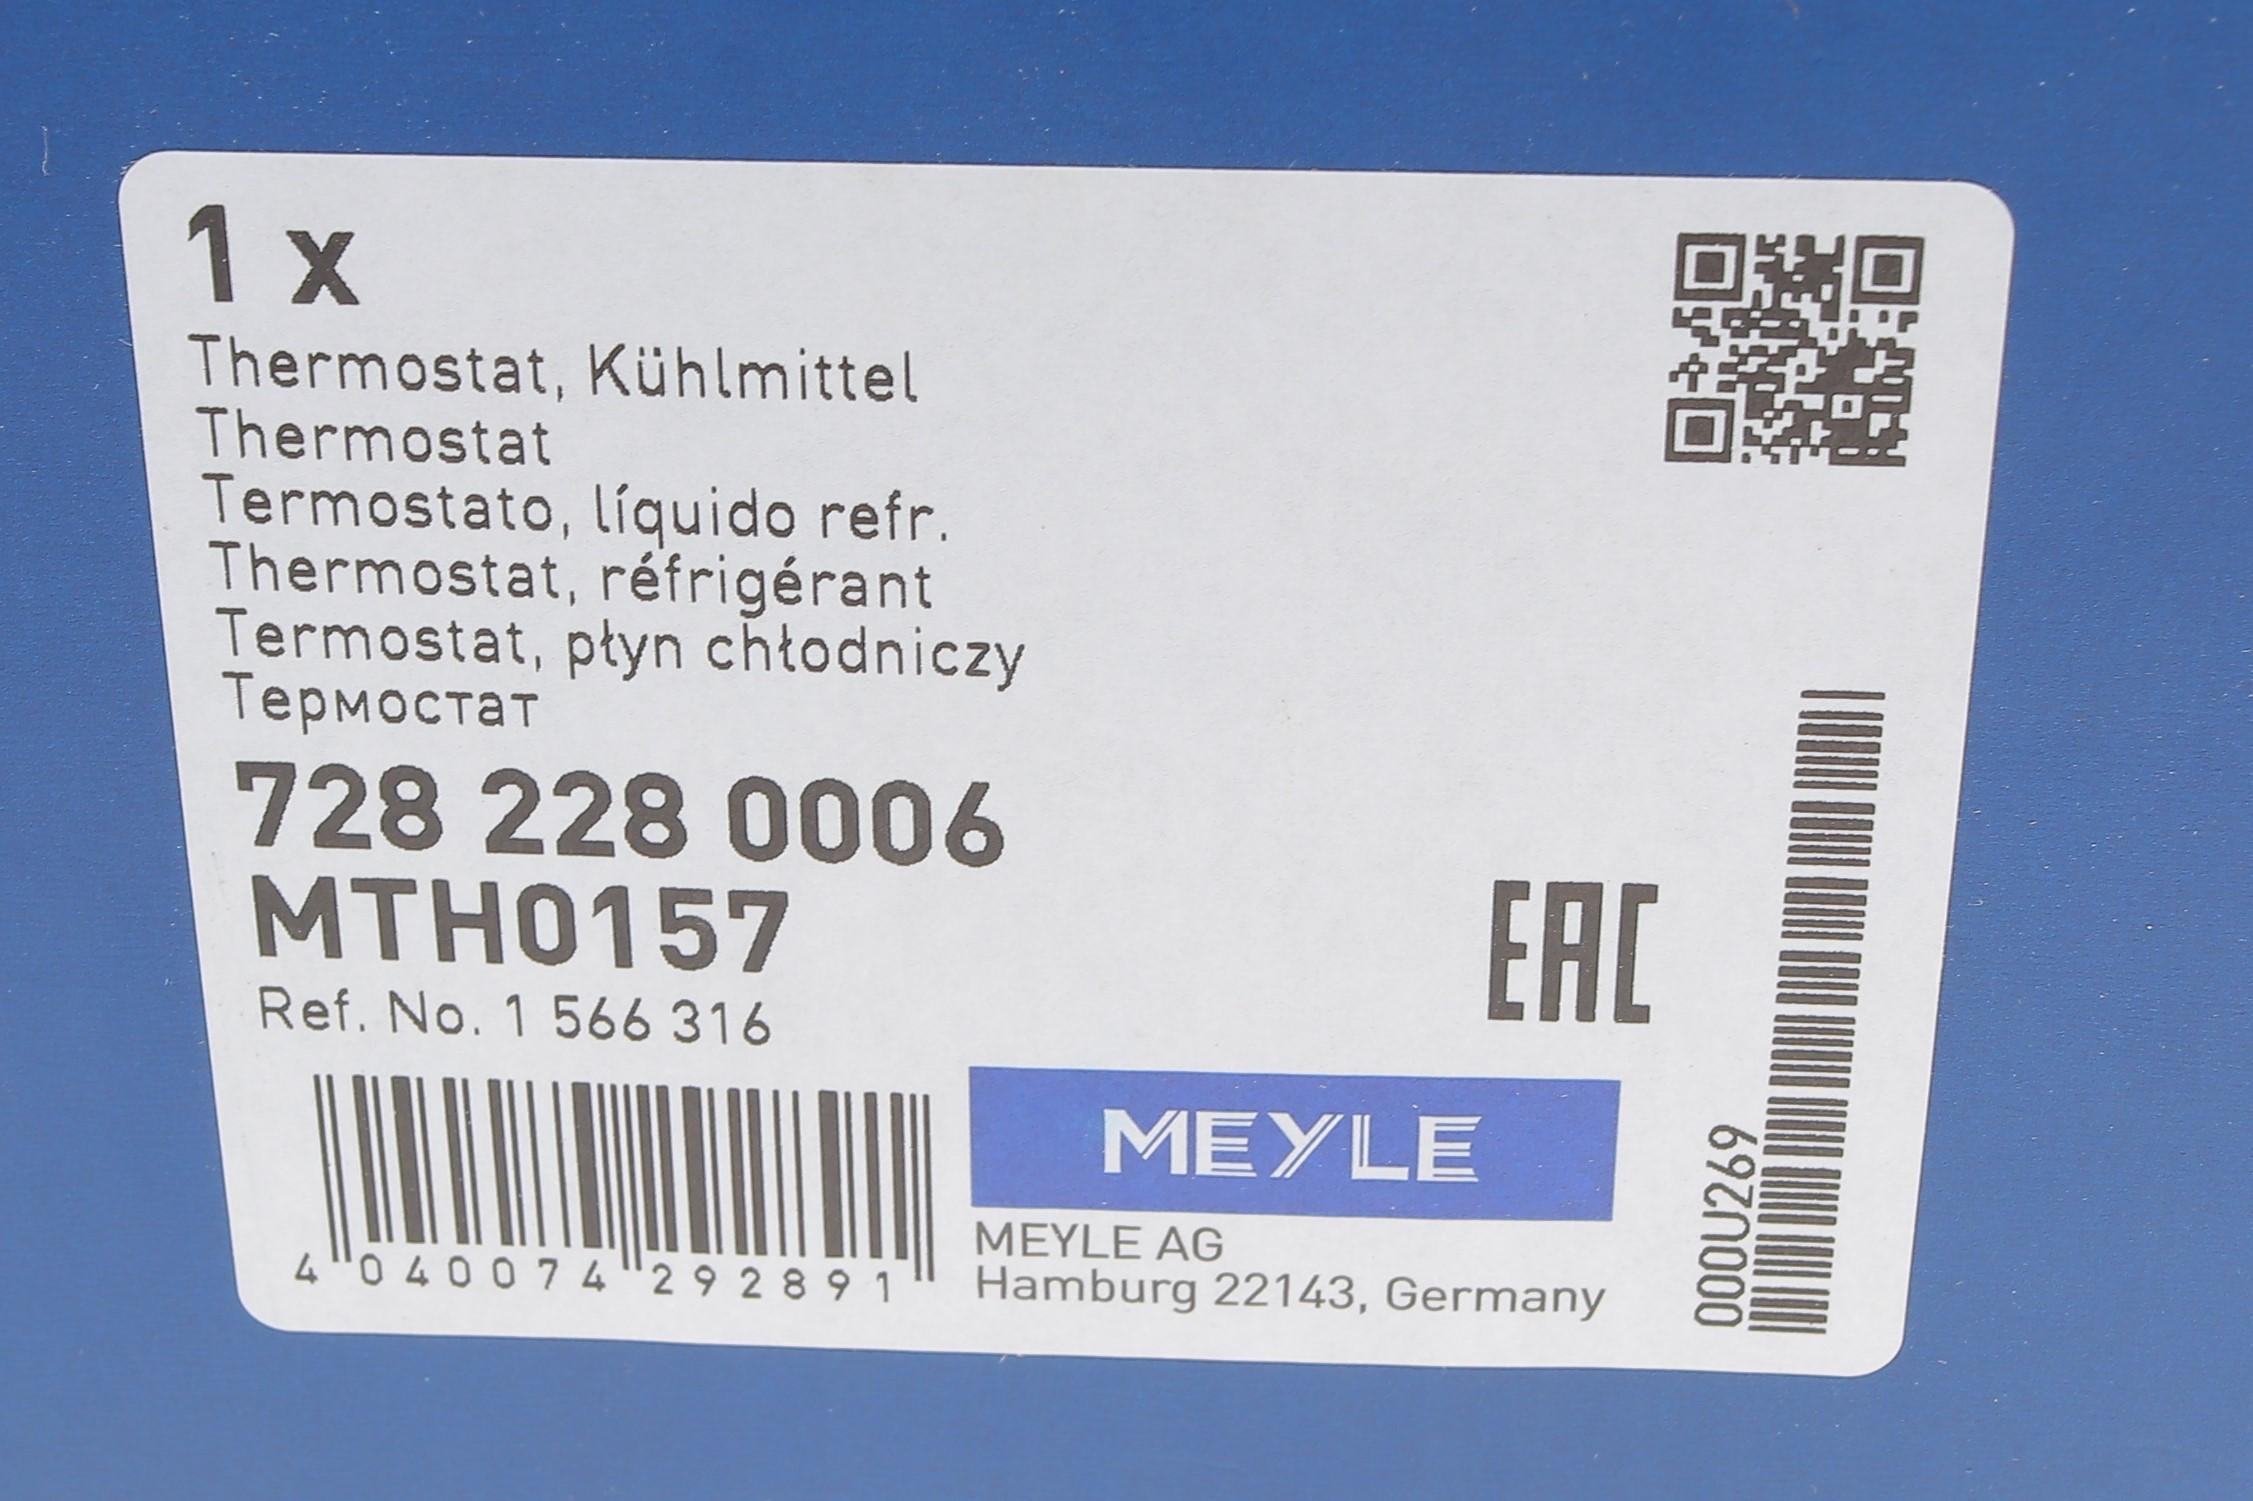 1 x
Thermostat, Kühlmittel
Thermostat
Termostato, líquido refr.
Thermostat, réfrigérant
Termostat, płyn chłodniczy
Термостат
728 228 0006
MTH0157
Ref. No. 1 566 316
4 040074 292891
EAC
MEYLE
MEYLE AG
Hamburg 22143, Germany
000U269